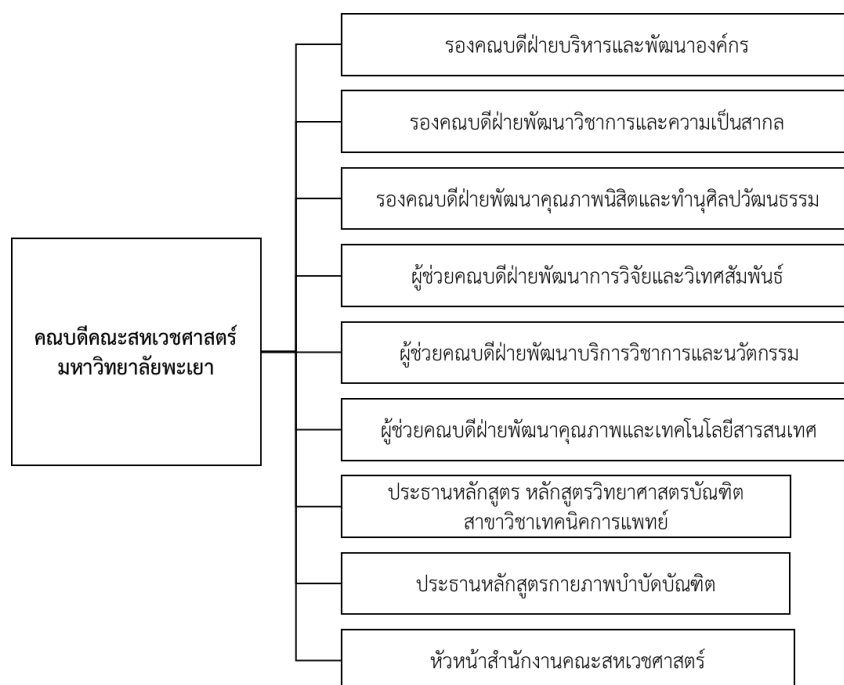 รองคณบดีฝ่ายบริหารและพัฒนาองค์กร
รองคณบดีฝ่ายพัฒนาวิชาการและความเป็นสากล
รองคณบดีฝ่ายพัฒนาคุณภาพนิสิตและทำนุศิลปวัฒนธรรม
ผู้ช่วยคณบดีฝ่ายพัฒนาการวิจัยและวิเทศสัมพันธ์
คณบดีคณะสหเวชศาสตร์
มหาวิทยาลัยพะเยา
ผู้ช่วยคณบดีฝ่ายพัฒนาบริการวิชาการและนวัตกรรม
ผู้ช่วยคณบดีฝ่ายพัฒนาคุณภาพและเทคโนโลยีสารสนเทศ
ประธานหลักสูตร หลักสูตรวิทยาศาสตรบัณฑิต
สาขาวิชาเทคนิคการแพทย์
ประธานหลักสูตรกายภาพบำบัดบัณฑิต
หัวหน้าสำนักงานคณะสหเวชศาสตร์